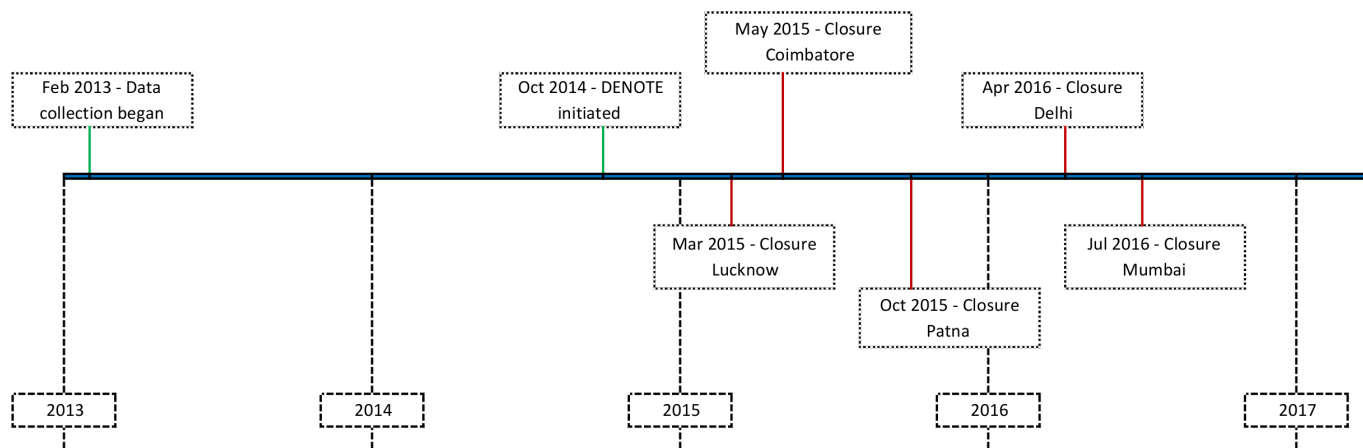 May 2015 - Closure
Coimbatore
Feb 2013 - Data
collection began
Oct 2014 - DENOTE
initiated
Apr 2016 - Closure
Delhi
Mar 2015 - Closure
Lucknow
Jul 2016 - Closure
Mumbai
Oct 2015 - Closure
Patna
2013
2014
2015
2016
2017